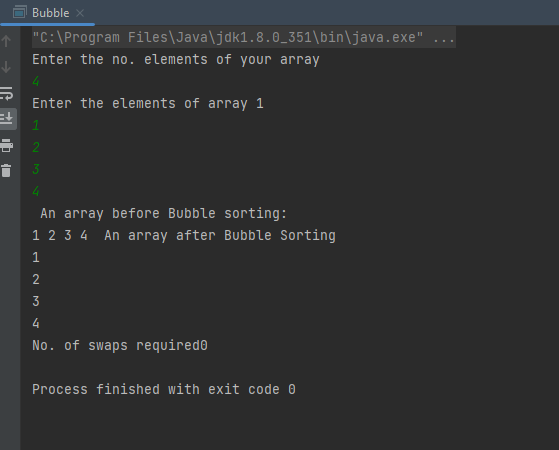 Bubble
"C:\Program Files\Java\jdk1.8.0_351\bin\java.exe" ...
Enter the no. elements of your array
4
Enter the elements of array 1
1
2
3
4
 An array before Bubble sorting:
1 2 3 4  An array after Bubble Sorting
1
2
3
4
No. of swaps required0
Process finished with exit code 0